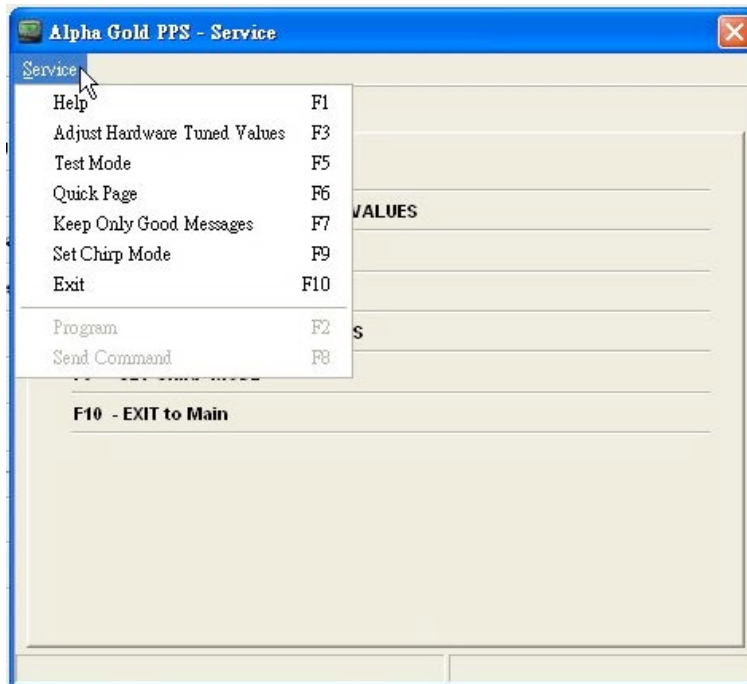 Alpha Gold PPS - Service
Service
Help F1
Adjust Hardware Tuned Values F3
Test Mode F5
Quick Page F6
VALUES
Keep Only Good Messages F7
Set Chirp Mode F9
Exit F10
Program F2
S
Send Command F8
F10 - EXIT to Main